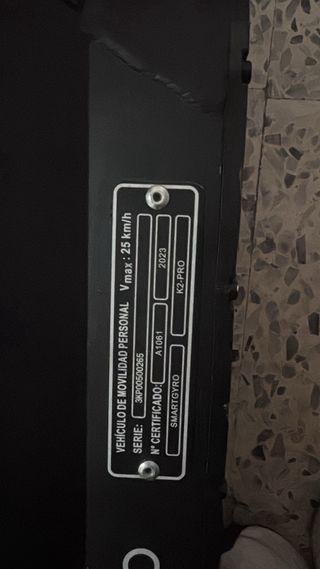 VEHÍCULO DE MOVILIDAD PERSONAL Vmax: 25 km/h
SERIE: 3KP00500265
Nº CERTIFICADO: A1061 2023
SMARTGYRO K2-PRO